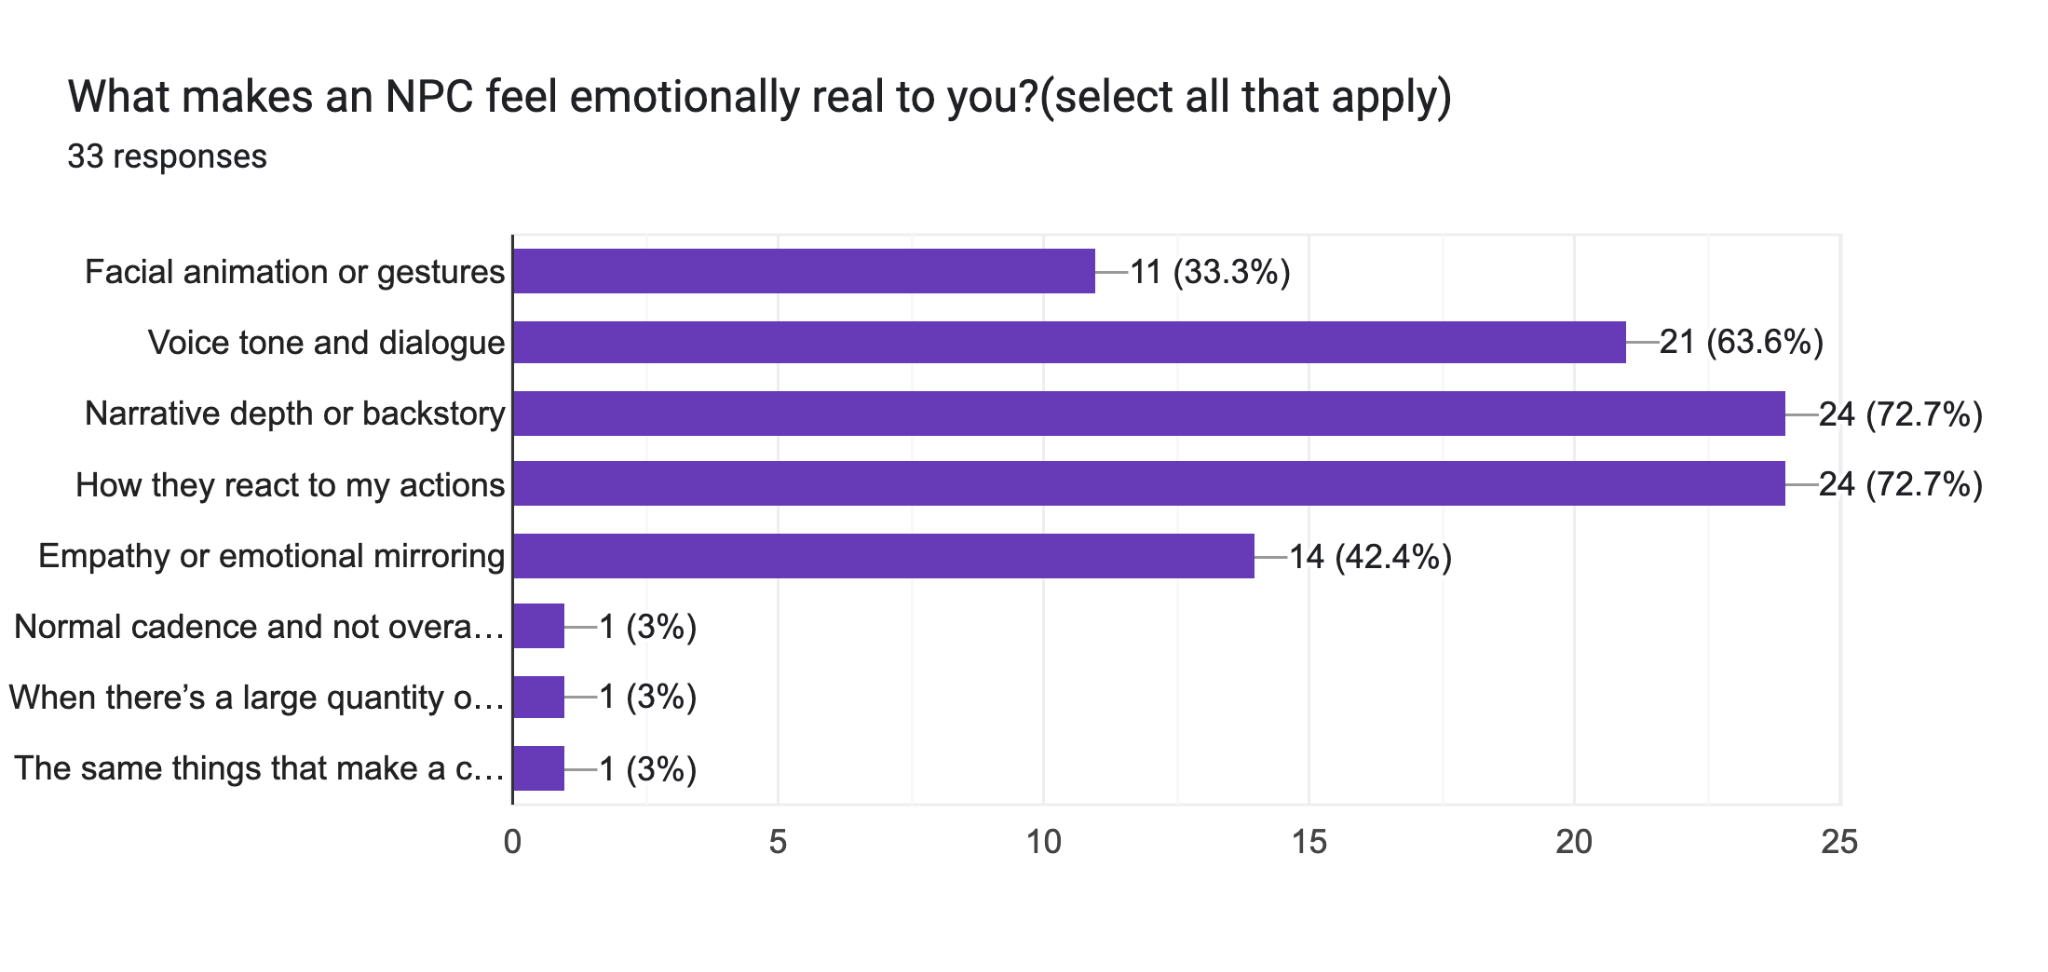 What makes an NPC feel emotionally real to you?(select all that apply)
33 responses
Facial animation or gestures 11 (33.3%)
Voice tone and dialogue 21 (63.6%)
Narrative depth or backstory 24 (72.7%)
How they react to my actions 24 (72.7%)
Empathy or emotional mirroring 14 (42.4%)
Normal cadence and not overa… 1 (3%)
When there’s a large quantity o… 1 (3%)
The same things that make a c… 1 (3%)
0 5 10 15 20 25